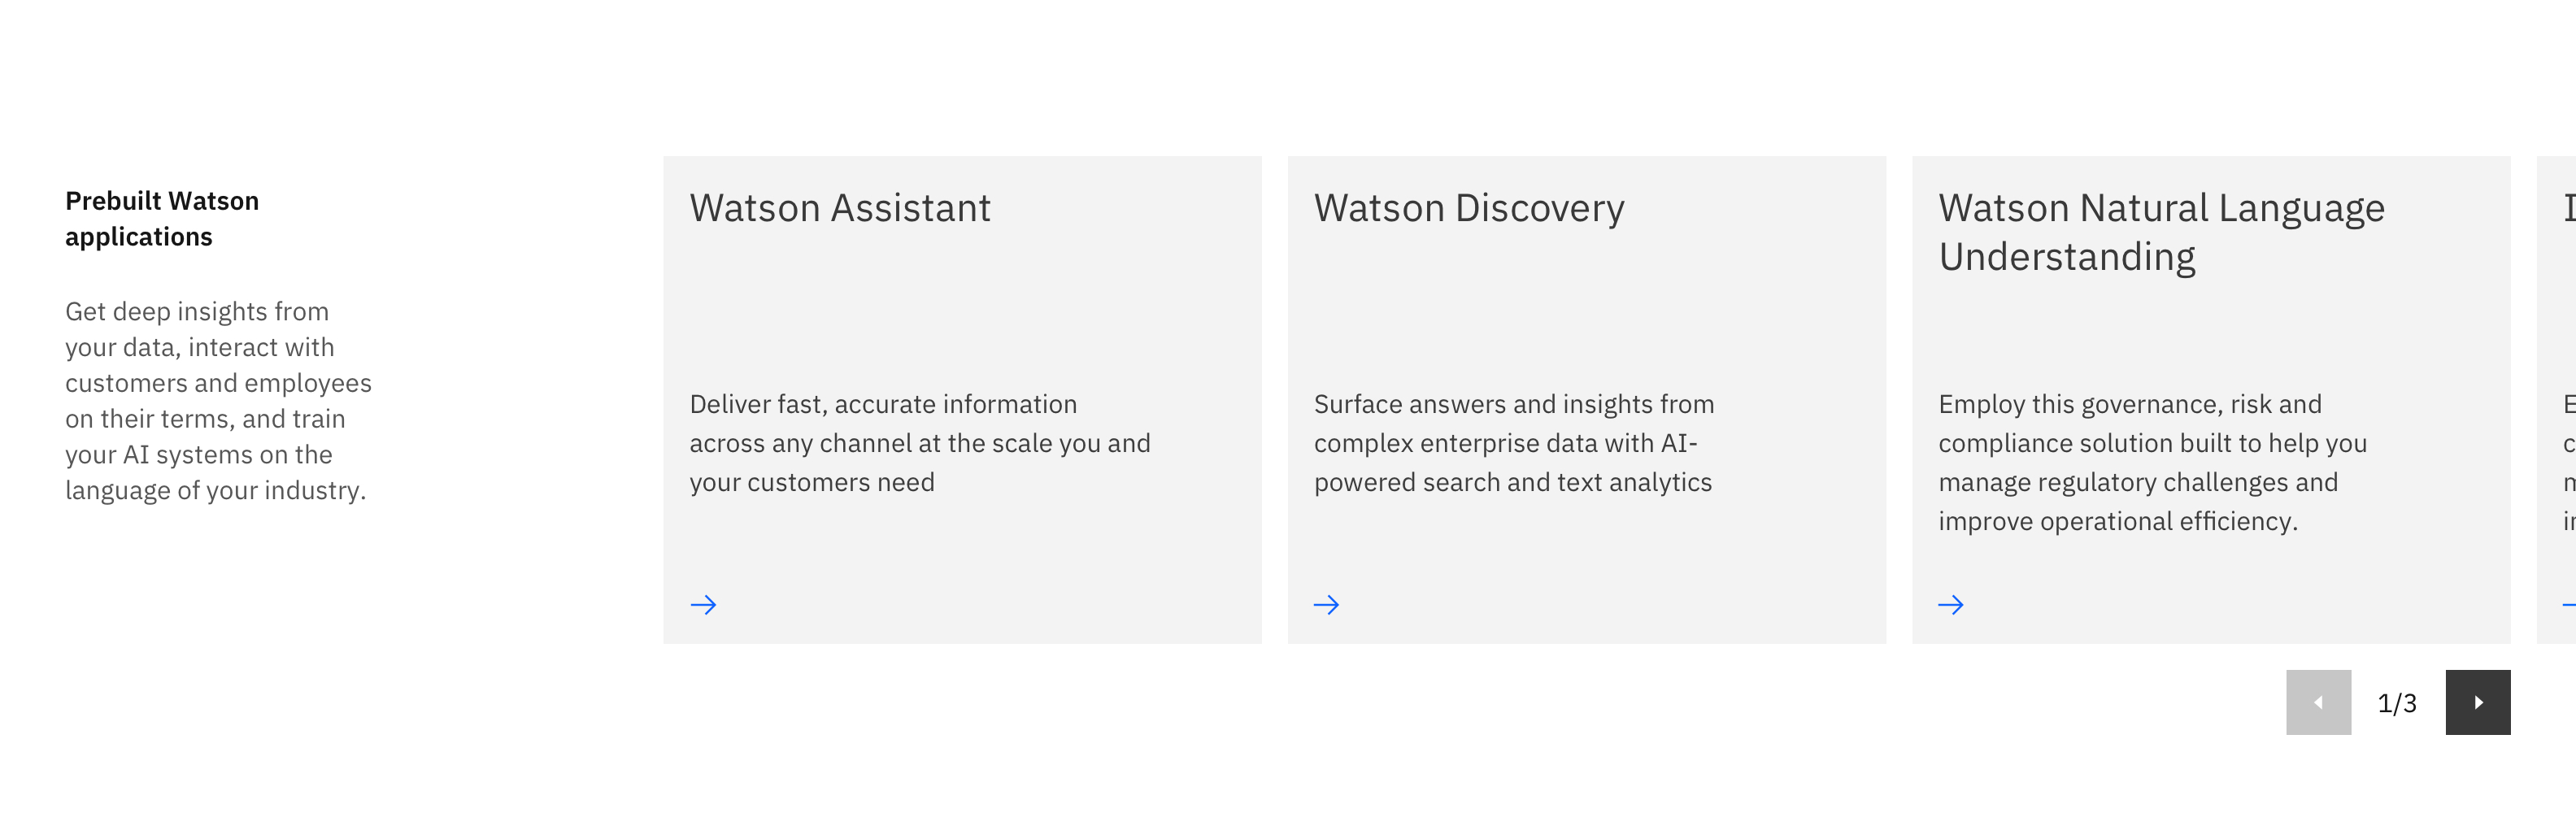 Prebuilt Watson
applications
Get deep insights from
your data, interact with
customers and employees
on their terms, and train
your AI systems on the
language of your industry.
Watson Assistant
Deliver fast, accurate information
across any channel at the scale you and
your customers need
Watson Discovery
Surface answers and insights from
complex enterprise data with AI-
powered search and text analytics
Watson Natural Language
Understanding
Employ this governance, risk and
compliance solution built to help you
manage regulatory challenges and
improve operational efficiency.
1/3